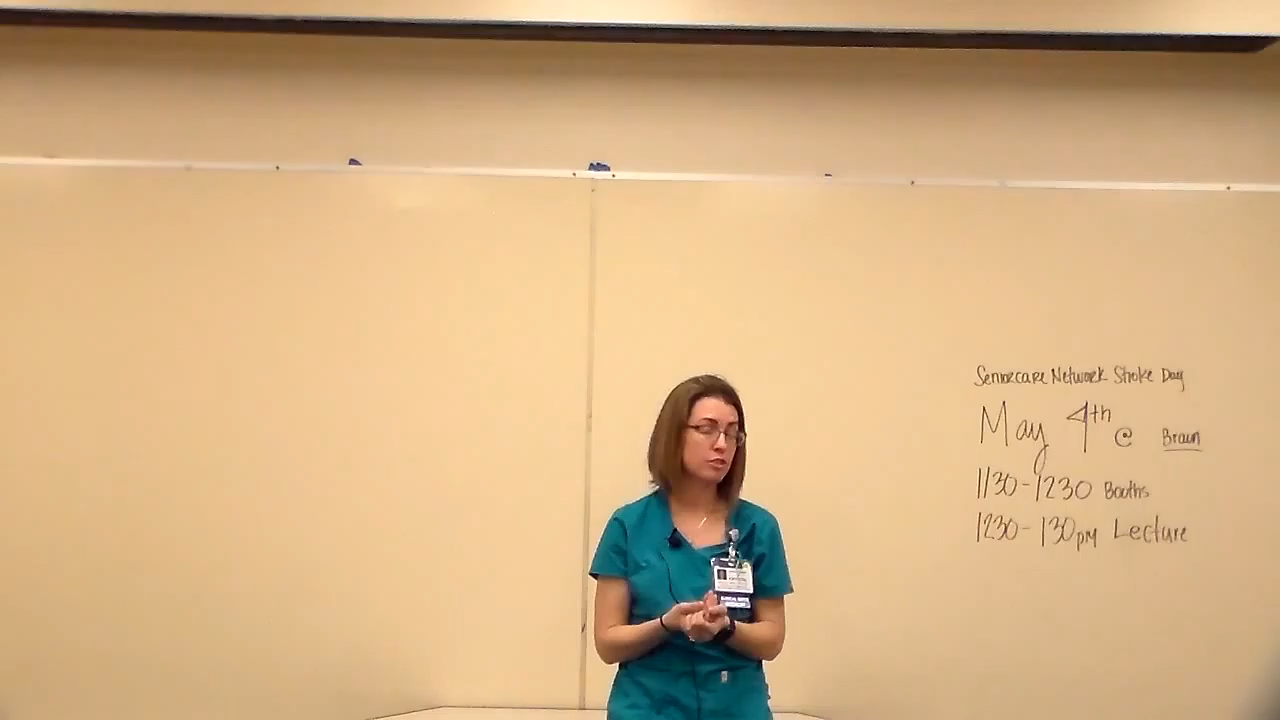 Seniorcare Network Stroke Day
May 4th @ Braun
1130-1230 Booths
1230-130pm Lecture